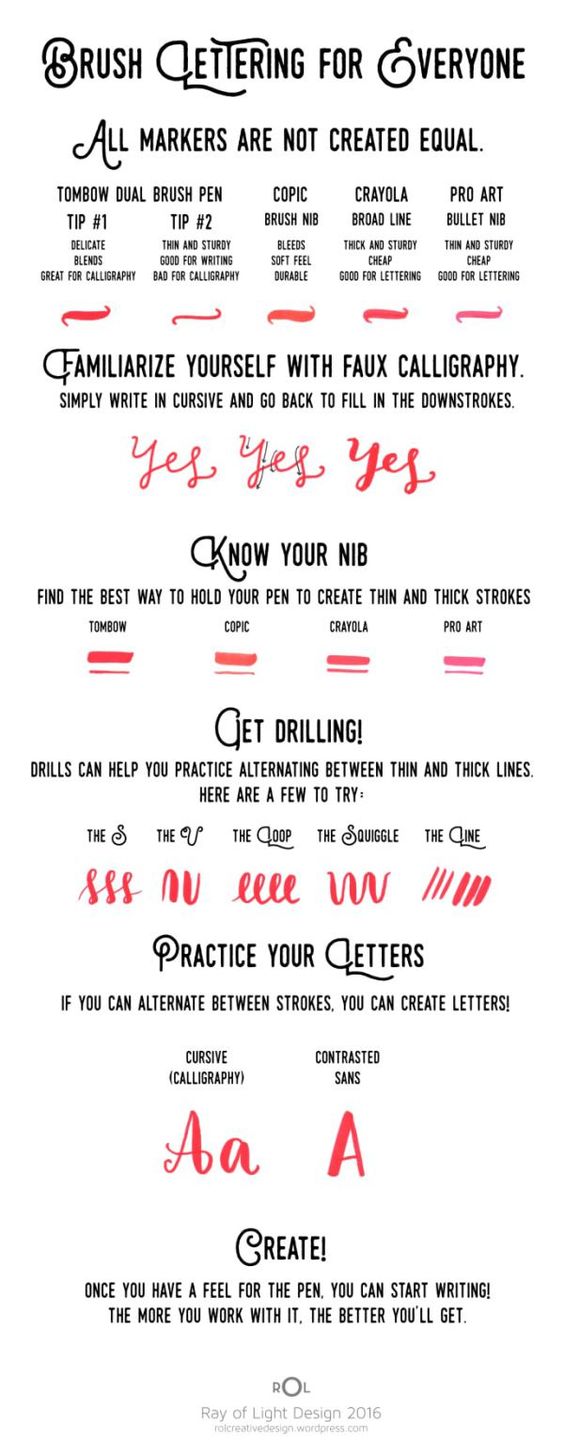 BRUSH LETTERING FOR EVERYONE
ALL MARKERS ARE NOT CREATED EQUAL.
TOMBOW DUAL BRUSH PEN COPIC CRAYOLA PRO ART
TIP #1 TIP #2 BRUSH NIB BROAD LINE BULLET NIB
DELICATE THIN AND STURDY BLEEDS THICK AND STURDY THIN AND STURDY
BLENDS GOOD FOR WRITING SOFT FEEL CHEAP CHEAP
GREAT FOR CALLIGRAPHY BAD FOR CALLIGRAPHY DURABLE GOOD FOR LETTERING GOOD FOR LETTERING
FAMILIARIZE YOURSELF WITH FAUX CALLIGRAPHY.
SIMPLY WRITE IN CURSIVE AND GO BACK TO FILL IN THE DOWNSTROKES.
Yes Yes Yes
KNOW YOUR NIB
FIND THE BEST WAY TO HOLD YOUR PEN TO CREATE THIN AND THICK STROKES
TOMBOW COPIC CRAYOLA PRO ART
GET DRILLING!
DRILLS CAN HELP YOU PRACTICE ALTERNATING BETWEEN THIN AND THICK LINES.
HERE ARE A FEW TO TRY:
THE S THE U THE LOOP THE SQUIGGLE THE LINE
PRACTICE YOUR LETTERS
IF YOU CAN ALTERNATE BETWEEN STROKES, YOU CAN CREATE LETTERS!
CURSIVE CONTRASTED
(CALLIGRAPHY) SANS
Aa A
CREATE!
ONCE YOU HAVE A FEEL FOR THE PEN, YOU CAN START WRITING!
THE MORE YOU WORK WITH IT, THE BETTER YOU'LL GET.
ROL
Ray of Light Design 2016
rolcreativedesign.wordpress.com